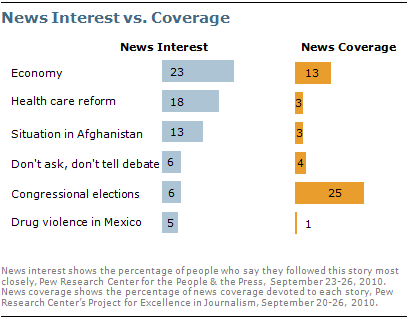 News Interest vs. Coverage
News Interest News Coverage
Economy 23 13
Health care reform 18 3
Situation in Afghanistan 13 3
Don't ask, don't tell debate 6 4
Congressional elections 6 25
Drug violence in Mexico 5 1
News interest shows the percentage of people who say they followed this story most
closely, Pew Research Center for the People & the Press, September 23-26, 2010.
News coverage shows the percentage of news coverage devoted to each story, Pew
Research Center's Project for Excellence in Journalism, September 20-26, 2010.